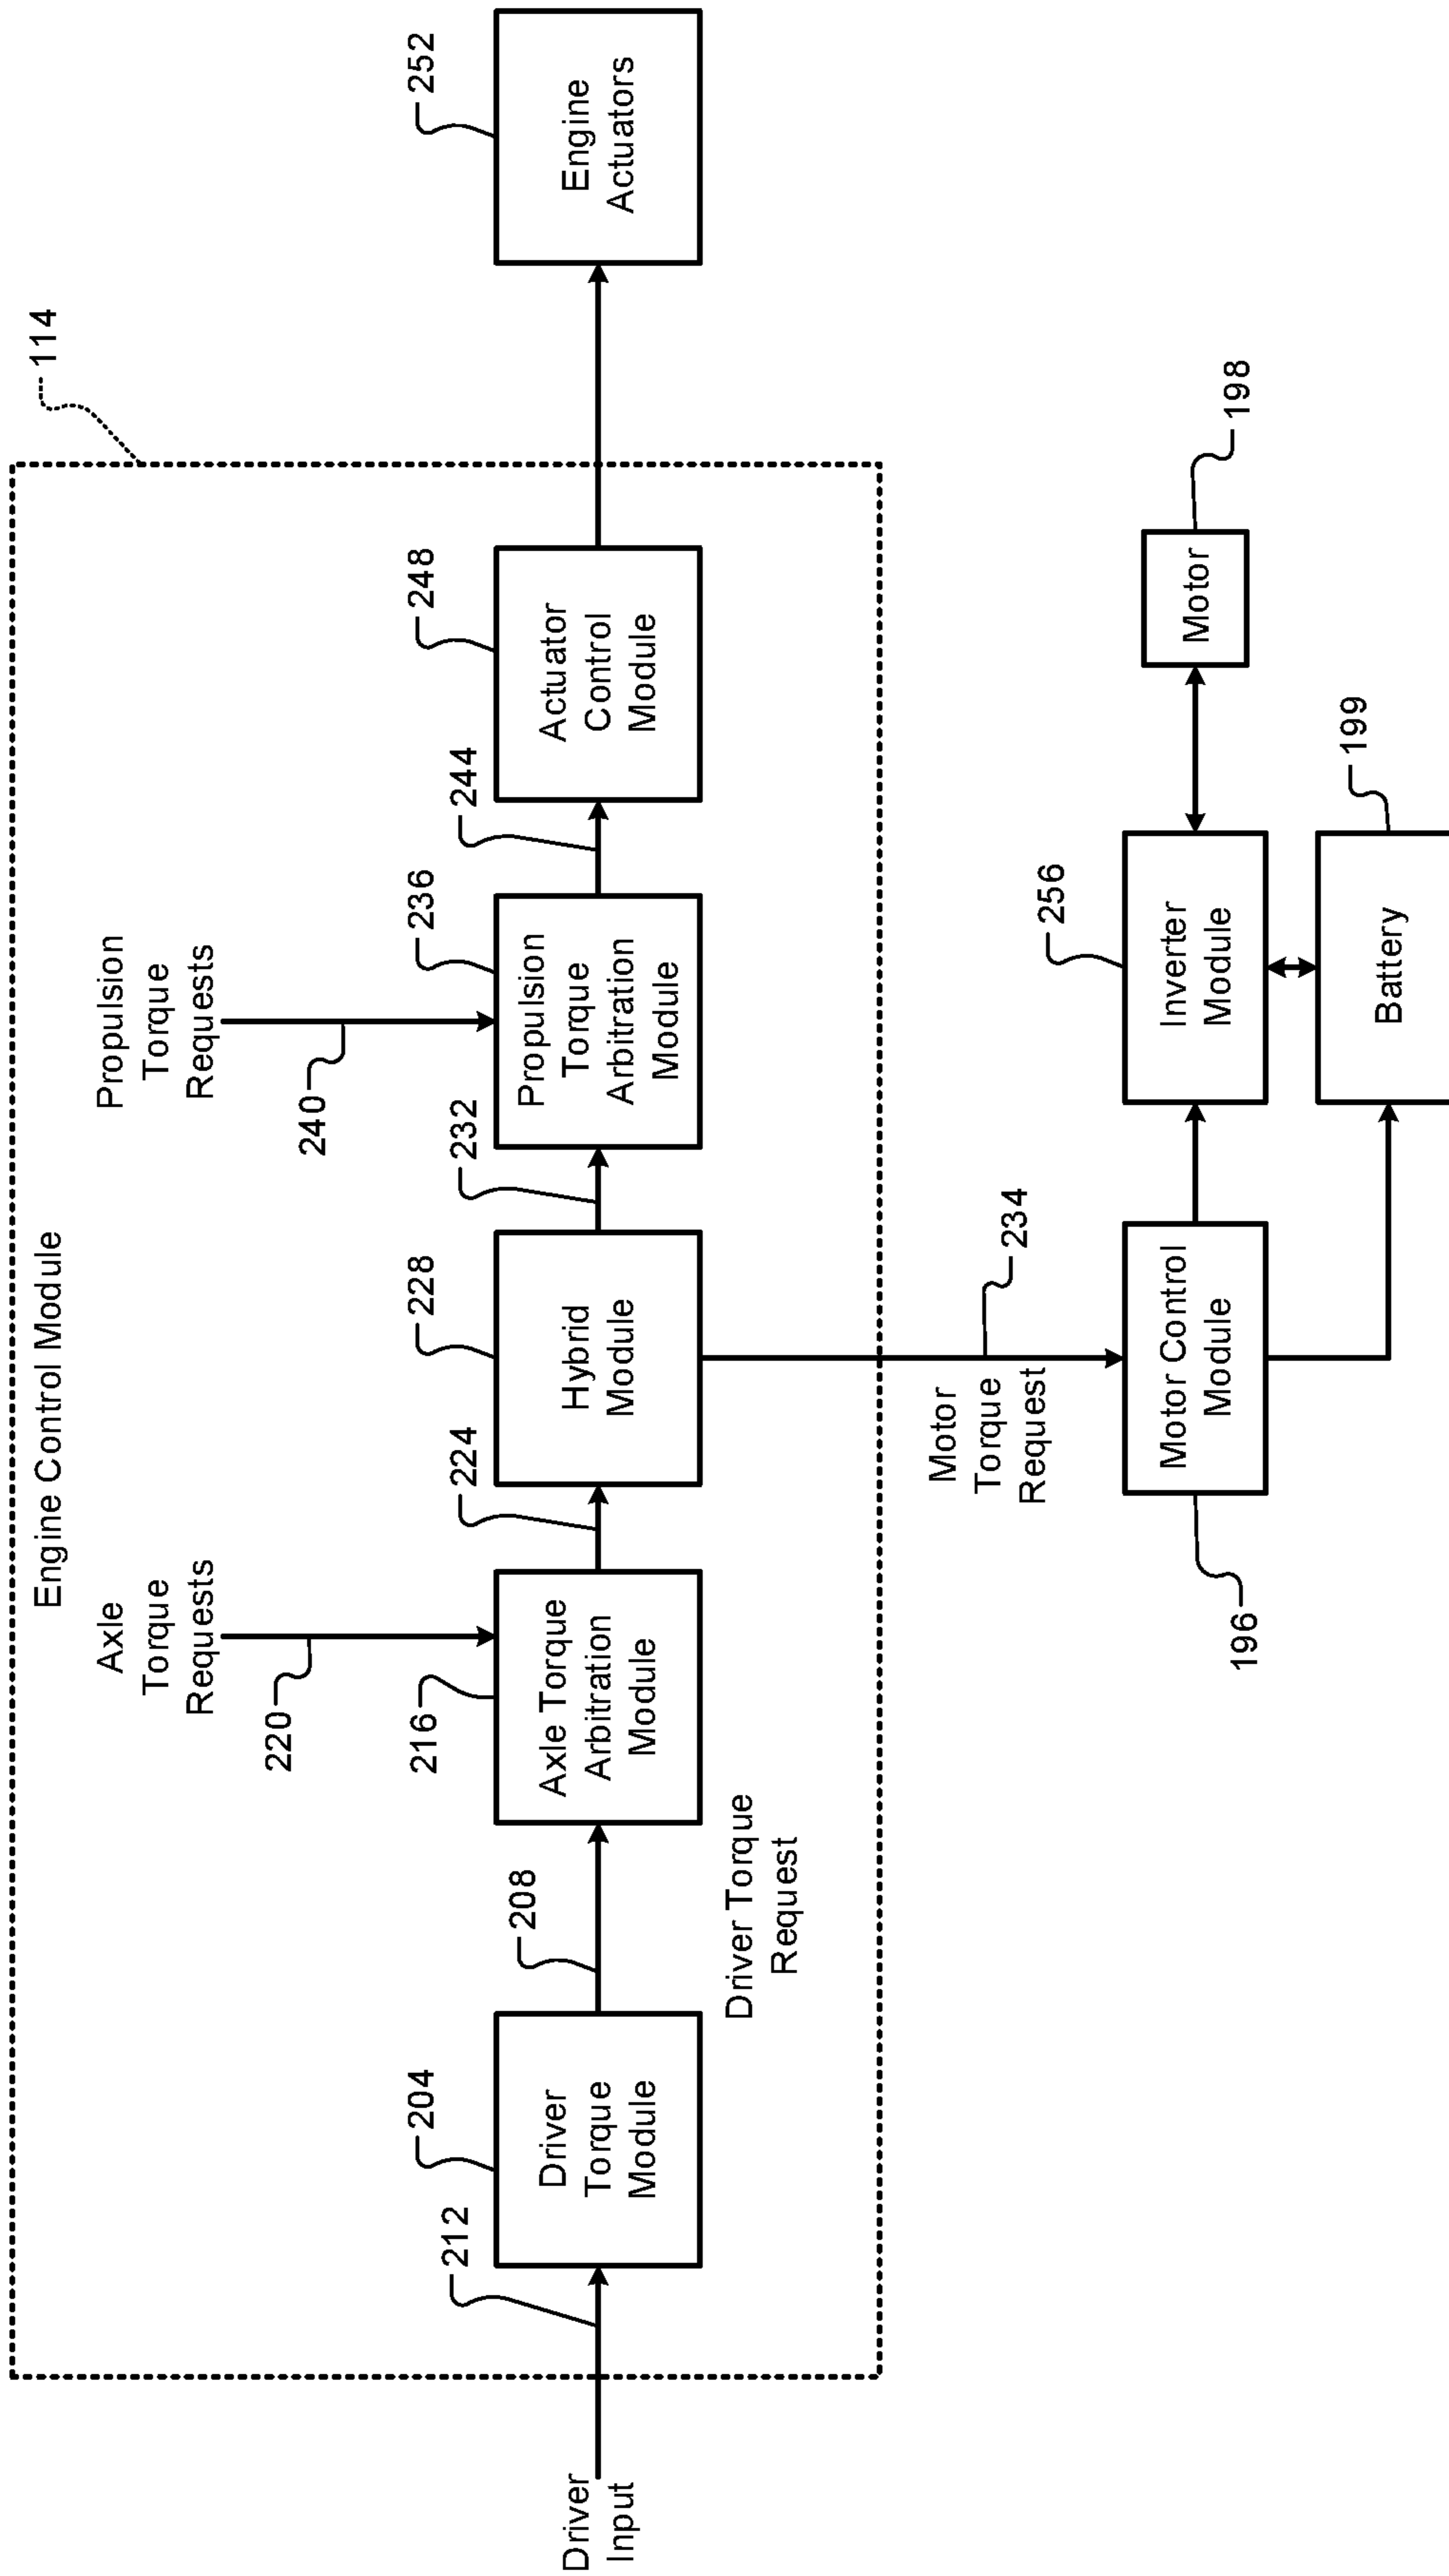 Engine Control Module
114
Driver
Input
212
204
Driver
Torque
Module
208
Driver Torque
Request
Axle
Torque
Requests
220
216
Axle Torque
Arbitration
Module
224
228
Hybrid
Module
232
Propulsion
Torque
Requests
240
236
Propulsion
Torque
Arbitration
Module
244
248
Actuator
Control
Module
252
Engine
Actuators
Motor
Torque
Request
234
196
Motor Control
Module
256
Inverter
Module
Motor
198
199
Battery